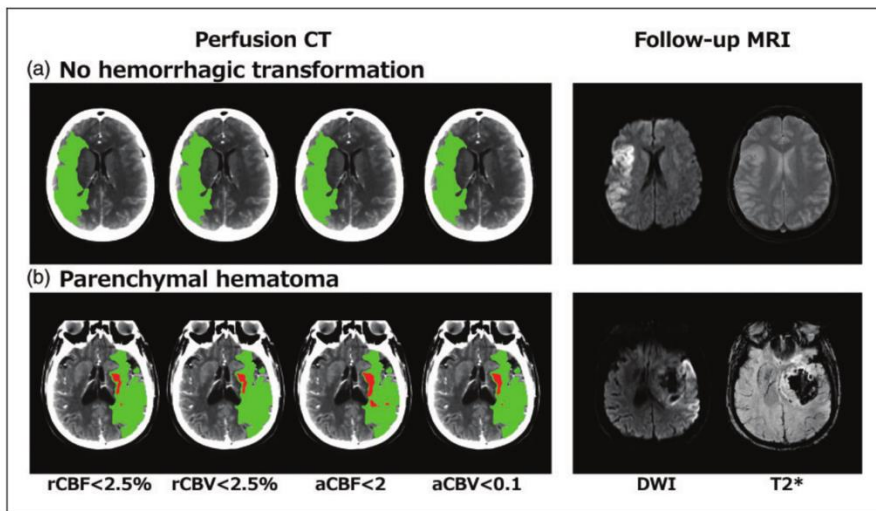 Perfusion CT
Follow-up MRI
(a) No hemorrhagic transformation
(b) Parenchymal hematoma
rCBF<2.5% rCBV<2.5% aCBF<2 aCBV<0.1 DWI T2*